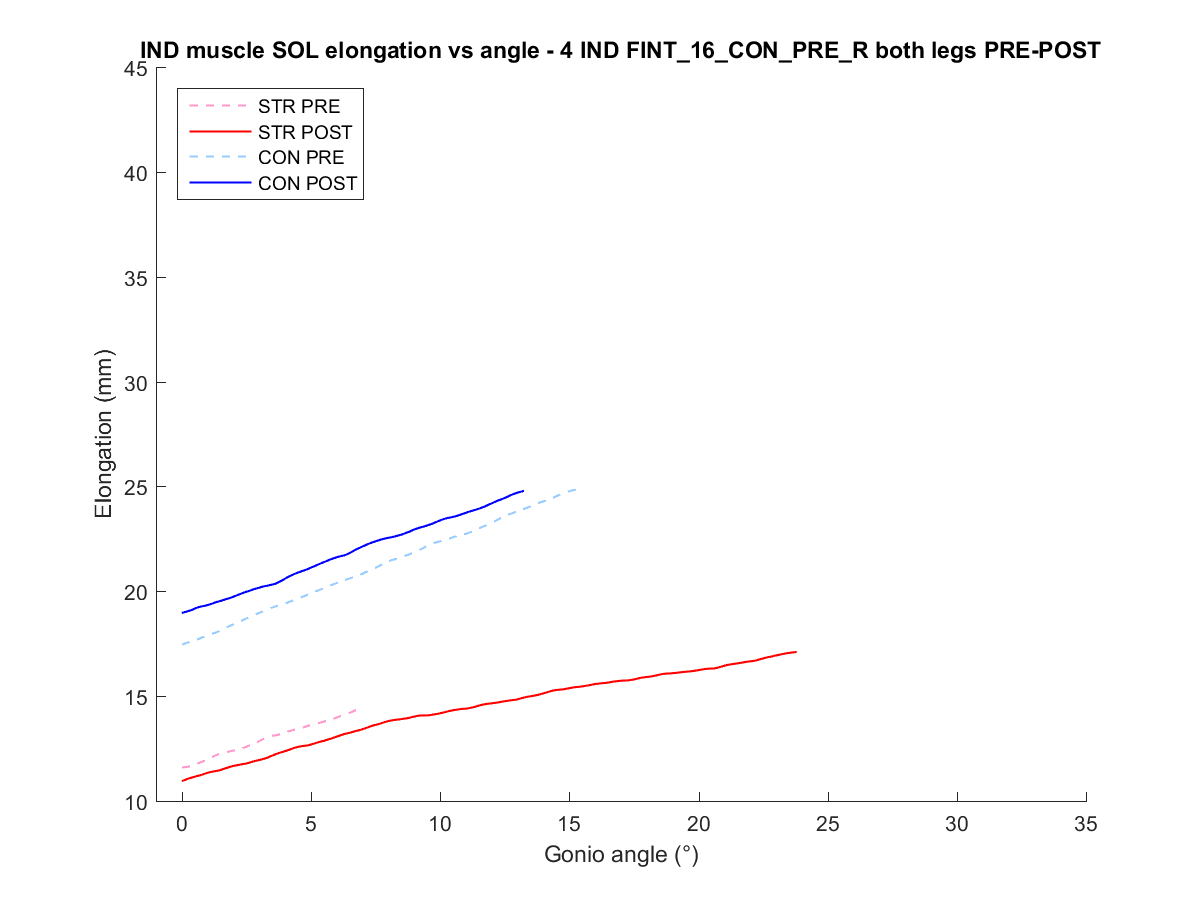 IND muscle SOL elongation vs angle - 4 IND FINT_16_CON_PRE_R both legs PRE-POST
45
40
35
30
25
20
15
10
Elongation (mm)
STR PRE
STR POST
CON PRE
CON POST
0 5 10 15 20 25 30 35
Gonio angle (°)